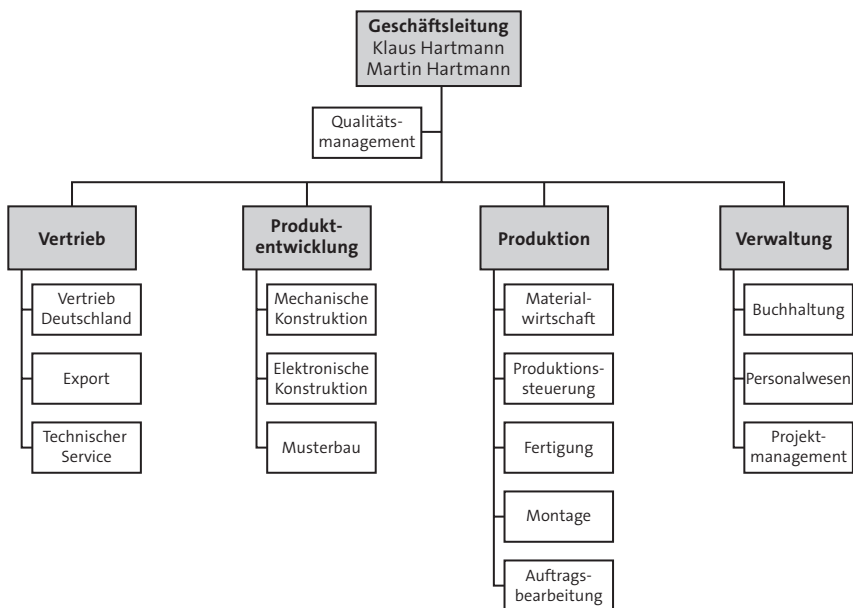 Geschäftsleitung
Klaus Hartmann
Martin Hartmann
Qualitäts-
management
Vertrieb
Vertrieb
Deutschland
Export
Technischer
Service
Produkt-
entwicklung
Mechanische
Konstruktion
Elektronische
Konstruktion
Musterbau
Produktion
Material-
wirtschaft
Produktions-
steuerung
Fertigung
Montage
Auftrags-
bearbeitung
Verwaltung
Buchhaltung
Personalwesen
Projekt-
management